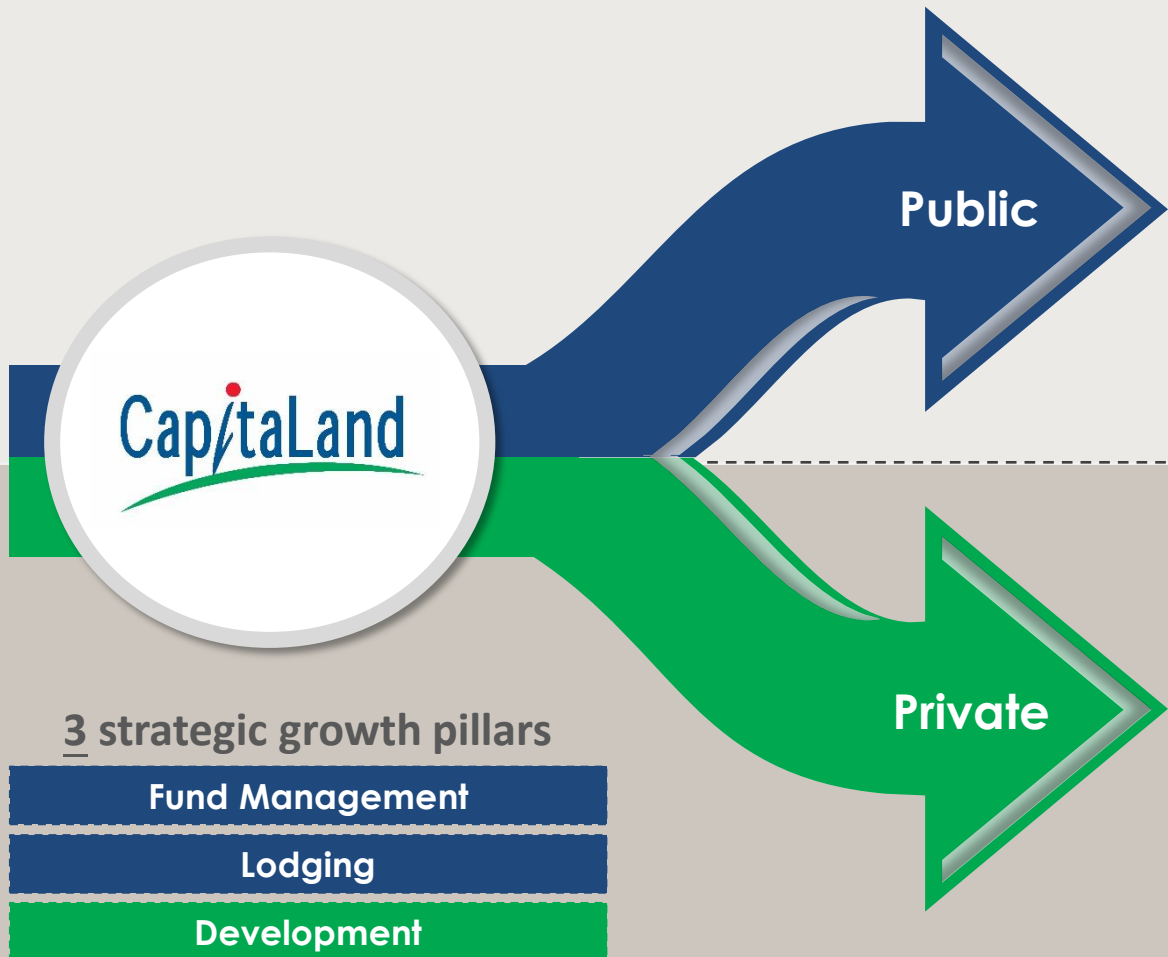 Public
CapitaLand
Private
3 strategic growth pillars
Fund Management
Lodging
Development